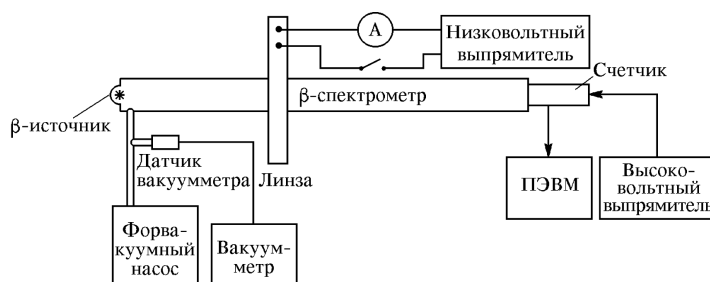 A
Низковольтный
выпрямитель
Счетчик
β-спектрометр
β-источник
Датчик
вакуумметра
Линза
ПЭВМ
Высоко-
вольтный
выпрямитель
Форва-
куумный
насос
Вакуум-
метр